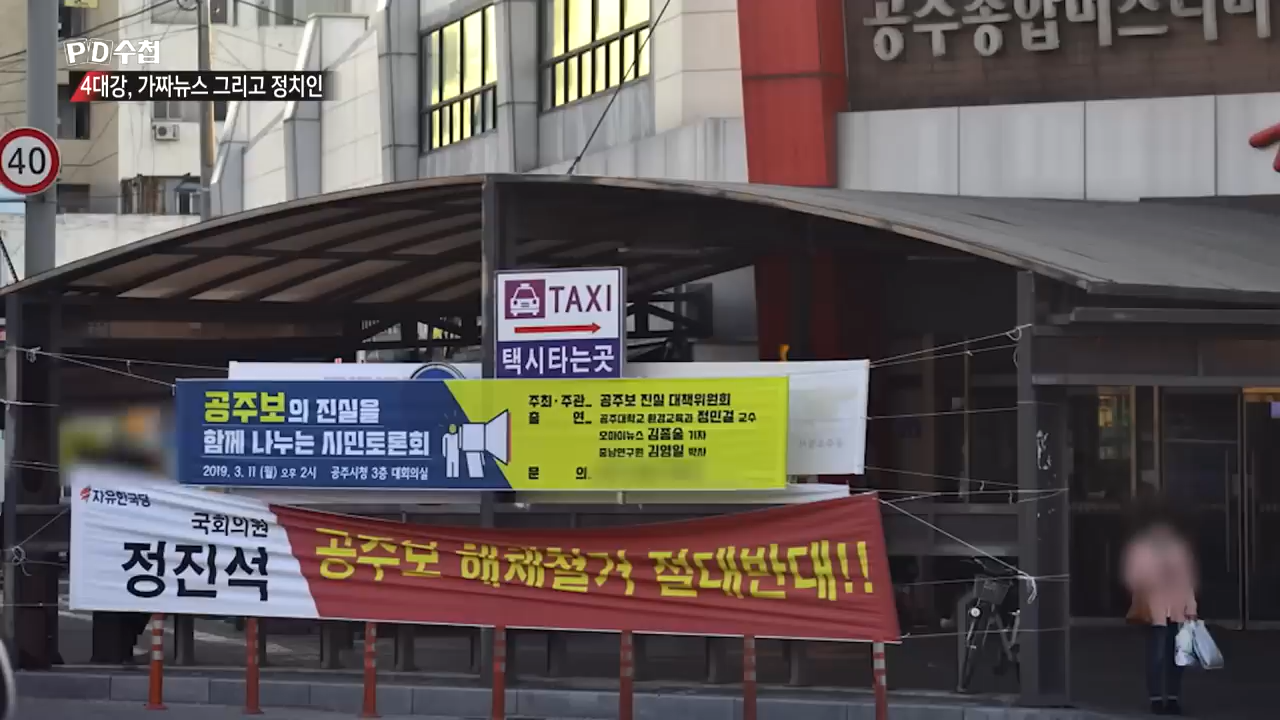 PD수첩
4대강, 가짜뉴스 그리고 정치인
공주종합버스터미
40
TAXI
택시타는곳
공주보의 진실을
함께 나누는 시민토론회
2019. 3. 11 (월) 오후 2시 공주시청 3층 대회의실
주최·주관_ 공주보 진실 대책위원회
출 연_ 공주대학교 환경교육과 정민걸 교수
오마이뉴스 김종술 기자
충남연구원 김영일 박사
문 의_
자유한국당
국회의원
정진석
공주보 해체철거 절대반대!!